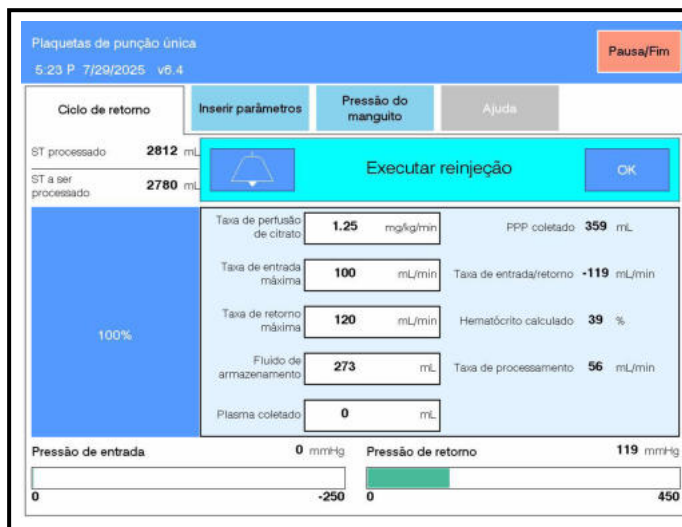 Plaquetas de punção única
5:23 P 7/29/2025 v6.4
Pausa/Fim
Ciclo de retorno
Inserir parâmetros
Pressão do
manguito
Ajuda
ST processado 2812 mL
ST a ser
processado 2780 mL
Executar reinjeção
OK
100%
Taxa de perfusão
de citrato 1.25 mg/kg/min
PPP coletado 359 mL
Taxa de entrada
máxima 100 mL/min
Taxa de entrada/retorno -119 mL/min
Taxa de retorno
máxima 120 mL/min
Hematócrito calculado 39 %
Fluido de
armazenamento 273 mL
Taxa de processamento 56 mL/min
Plasma coletado 0 mL
Pressão de entrada 0 mmHg
Pressão de retorno 119 mmHg
0 -250
0 450